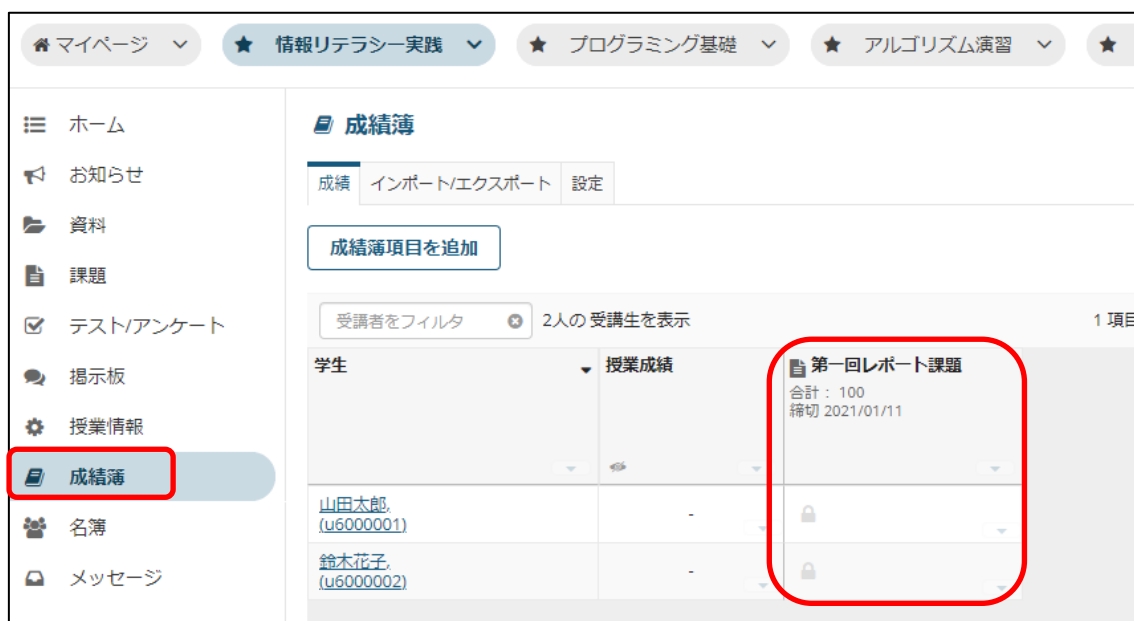 マイページ 情報リテラシー実践 プログラミング基礎 アルゴリズム演習
ホーム
お知らせ
資料
課題
テスト/アンケート
掲示板
授業情報
成績簿
名簿
メッセージ
成績簿
成績 インポート/エクスポート 設定
成績簿項目を追加
受講者をフィルタ 2人の 受講生を表示 1 項目
学生 授業成績 第一回レポート課題
合計： 100
締切 2021/01/11
山田太郎,
(u6000001)
-
鈴木花子,
(u6000002)
-